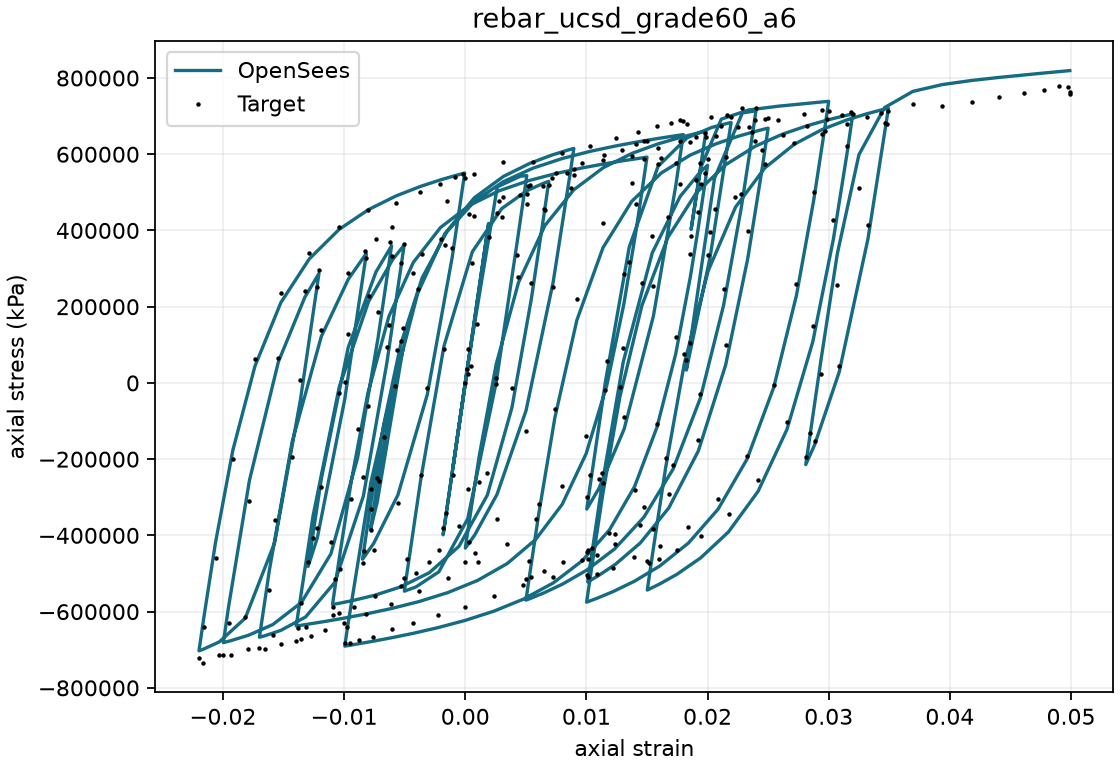 rebar_ucsd_grade60_a6
OpenSees
Target
800000
600000
400000
200000
0
−200000
−400000
−600000
−800000
axial stress (kPa)
−0.02 −0.01 0.00 0.01 0.02 0.03 0.04 0.05
axial strain